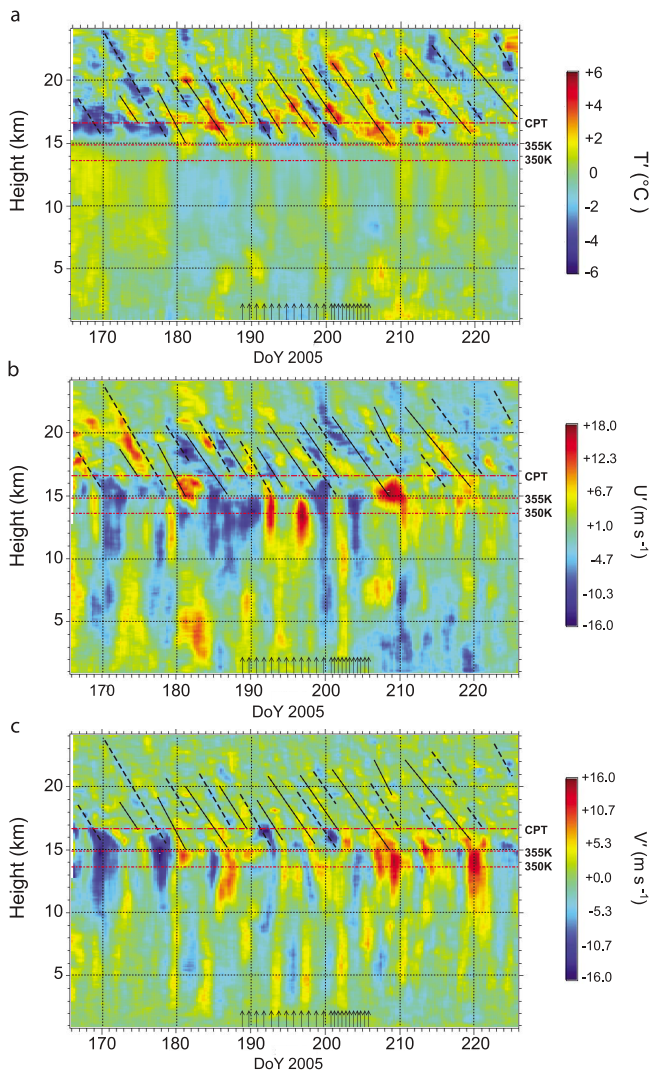 a
Height (km)
20
15
10
5
170 180 190 200 210 220
DoY 2005
CPT
355K
350K
+6
+4
+2
0
-2
-4
-6
T' (°C)
b
Height (km)
20
15
10
5
170 180 190 200 210 220
DoY 2005
CPT
355K
350K
+18.0
+12.3
+6.7
+1.0
-4.7
-10.3
-16.0
U' (m s-1)
c
Height (km)
20
15
10
5
170 180 190 200 210 220
DoY 2005
CPT
355K
350K
+16.0
+10.7
+5.3
+0.0
-5.3
-10.7
-16.0
V' (m s-1)